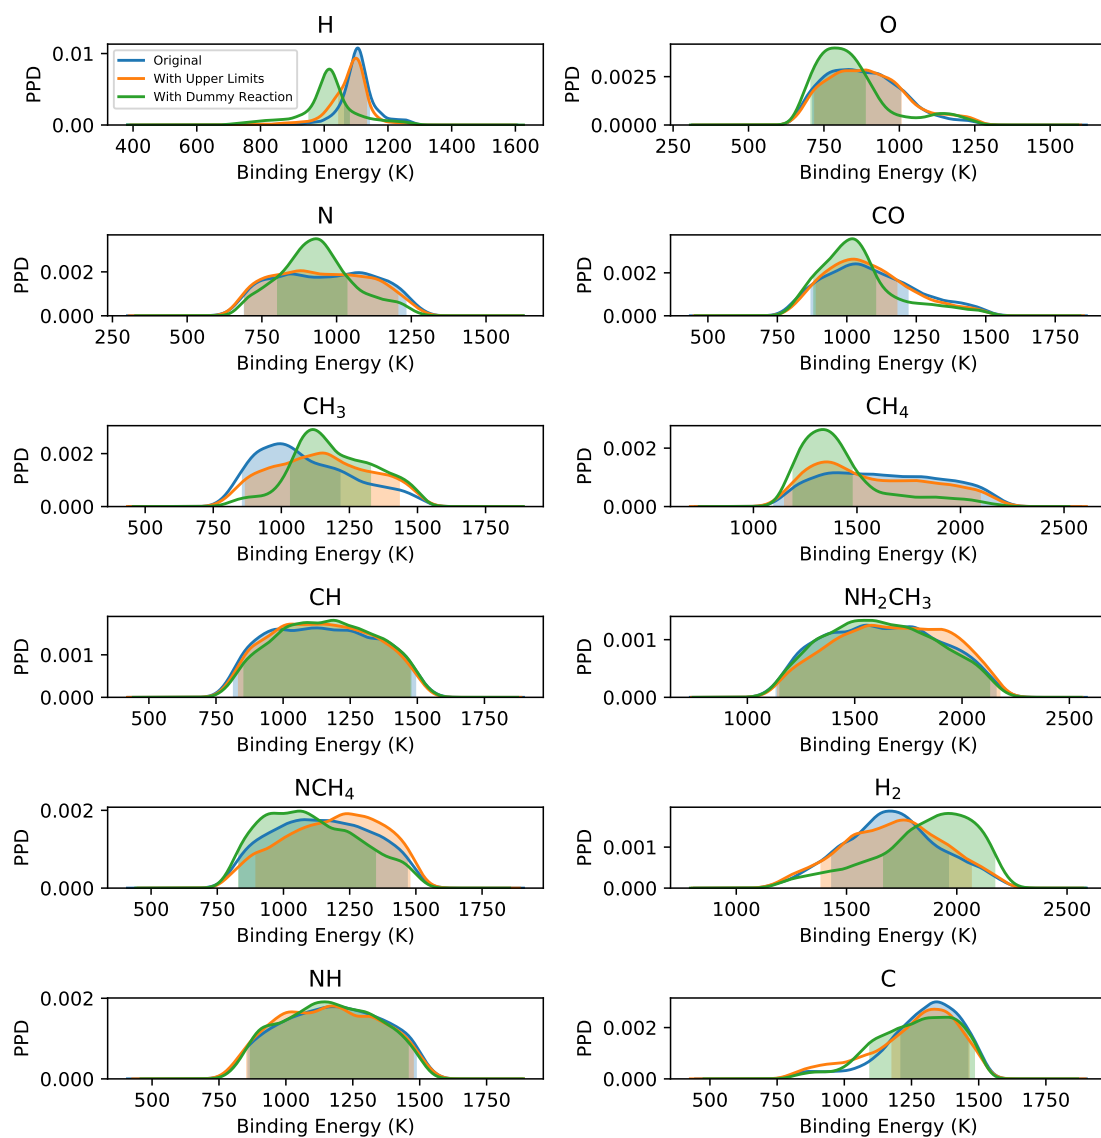 H
PPD
0.01
0.00
Original
With Upper Limits
With Dummy Reaction
400 600 800 1000 1200 1400 1600
Binding Energy (K)
O
PPD
0.0025
0.0000
250 500 750 1000 1250 1500
Binding Energy (K)
N
PPD
0.002
0.000
250 500 750 1000 1250 1500
Binding Energy (K)
CO
PPD
0.002
0.000
500 750 1000 1250 1500 1750
Binding Energy (K)
CH₃
PPD
0.002
0.000
500 750 1000 1250 1500 1750
Binding Energy (K)
CH₄
PPD
0.002
0.000
1000 1500 2000 2500
Binding Energy (K)
CH
PPD
0.001
0.000
500 750 1000 1250 1500 1750
Binding Energy (K)
NH₂CH₃
PPD
0.001
0.000
1000 1500 2000 2500
Binding Energy (K)
NCH₄
PPD
0.002
0.000
500 750 1000 1250 1500 1750
Binding Energy (K)
H₂
PPD
0.001
0.000
1000 1500 2000 2500
Binding Energy (K)
NH
PPD
0.002
0.000
500 750 1000 1250 1500 1750
Binding Energy (K)
C
PPD
0.002
0.000
500 750 1000 1250 1500 1750
Binding Energy (K)